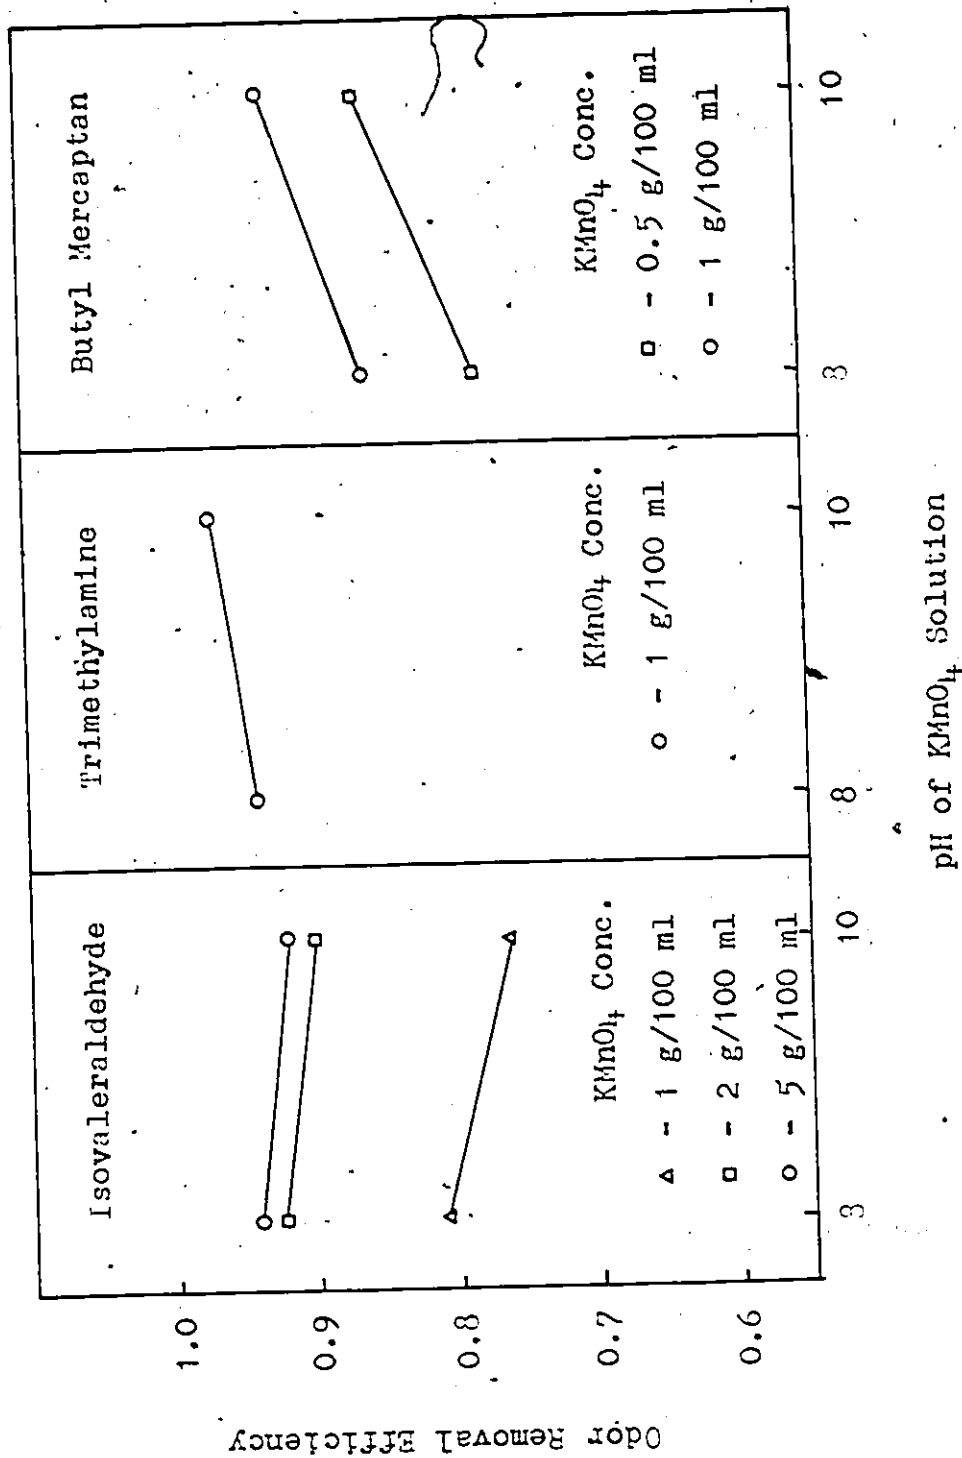 Isovaleraldehyde
Trimethylamine
Butyl Mercaptan
KMnO4 Conc.
△ - 1 g/100 ml
□ - 2 g/100 ml
○ - 5 g/100 ml
KMnO4 Conc.
○ - 1 g/100 ml
KMnO4 Conc.
□ - 0.5 g/100 ml
○ - 1 g/100 ml
1.0
0.9
0.8
0.7
0.6
8
10
8
10
8
10
Odor Removal Efficiency
pH of KMnO4 Solution